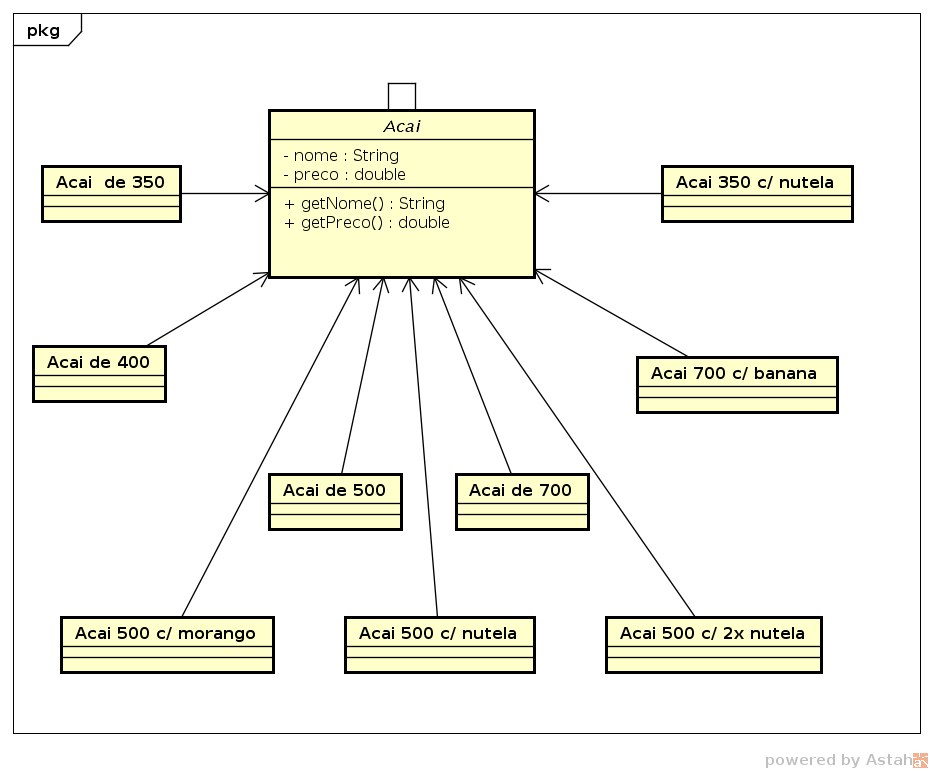 pkg
Acai
- nome : String
- preco : double
+ getNome() : String
+ getPreco() : double
Acai  de 350
Acai 350 c/ nutela
Acai de 400
Acai 700 c/ banana
Acai de 500
Acai de 700
Acai 500 c/ morango
Acai 500 c/ nutela
Acai 500 c/ 2x nutela
powered by Astah